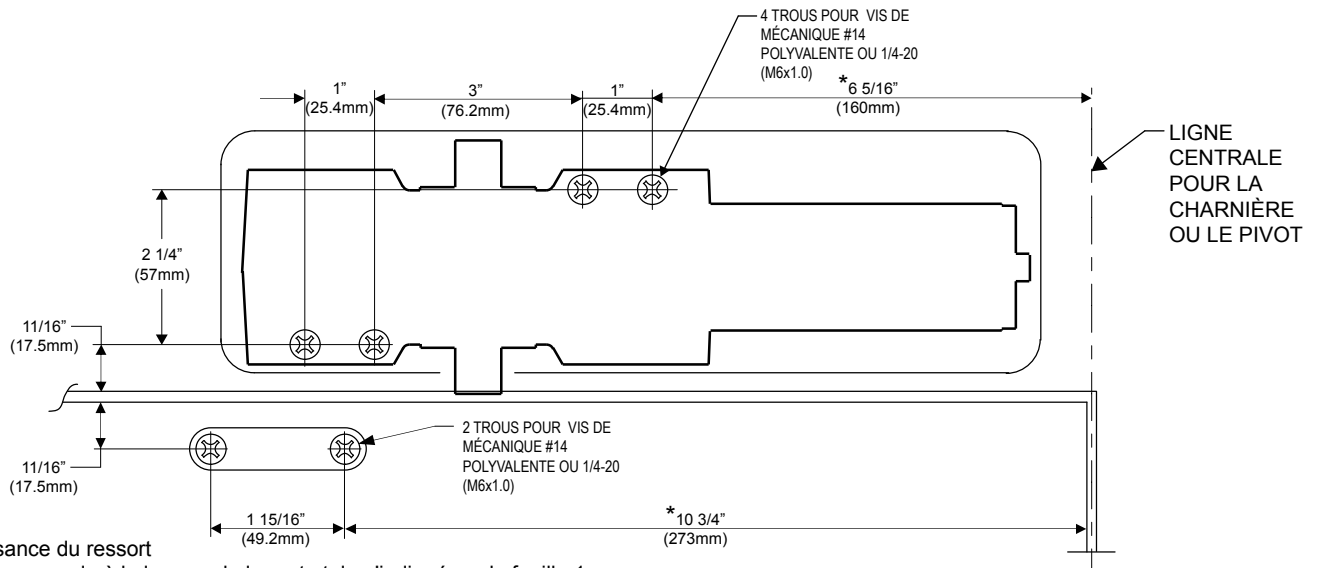 4 TROUS POUR VIS DE
MÉCANIQUE #14
POLYVALENTE OU 1/4-20
(M6x1.0)
1”
(25.4mm)
3”
(76.2mm)
1”
(25.4mm)
*6 5/16”
(160mm)
LIGNE
CENTRALE
POUR LA
CHARNIÈRE
OU LE PIVOT
2 1/4”
(57mm)
11/16”
(17.5mm)
2 TROUS POUR VIS DE
MÉCANIQUE #14
POLYVALENTE OU 1/4-20
(M6x1.0)
11/16”
(17.5mm)
1 15/16”
(49.2mm)
*10 3/4”
(273mm)
sance du ressort